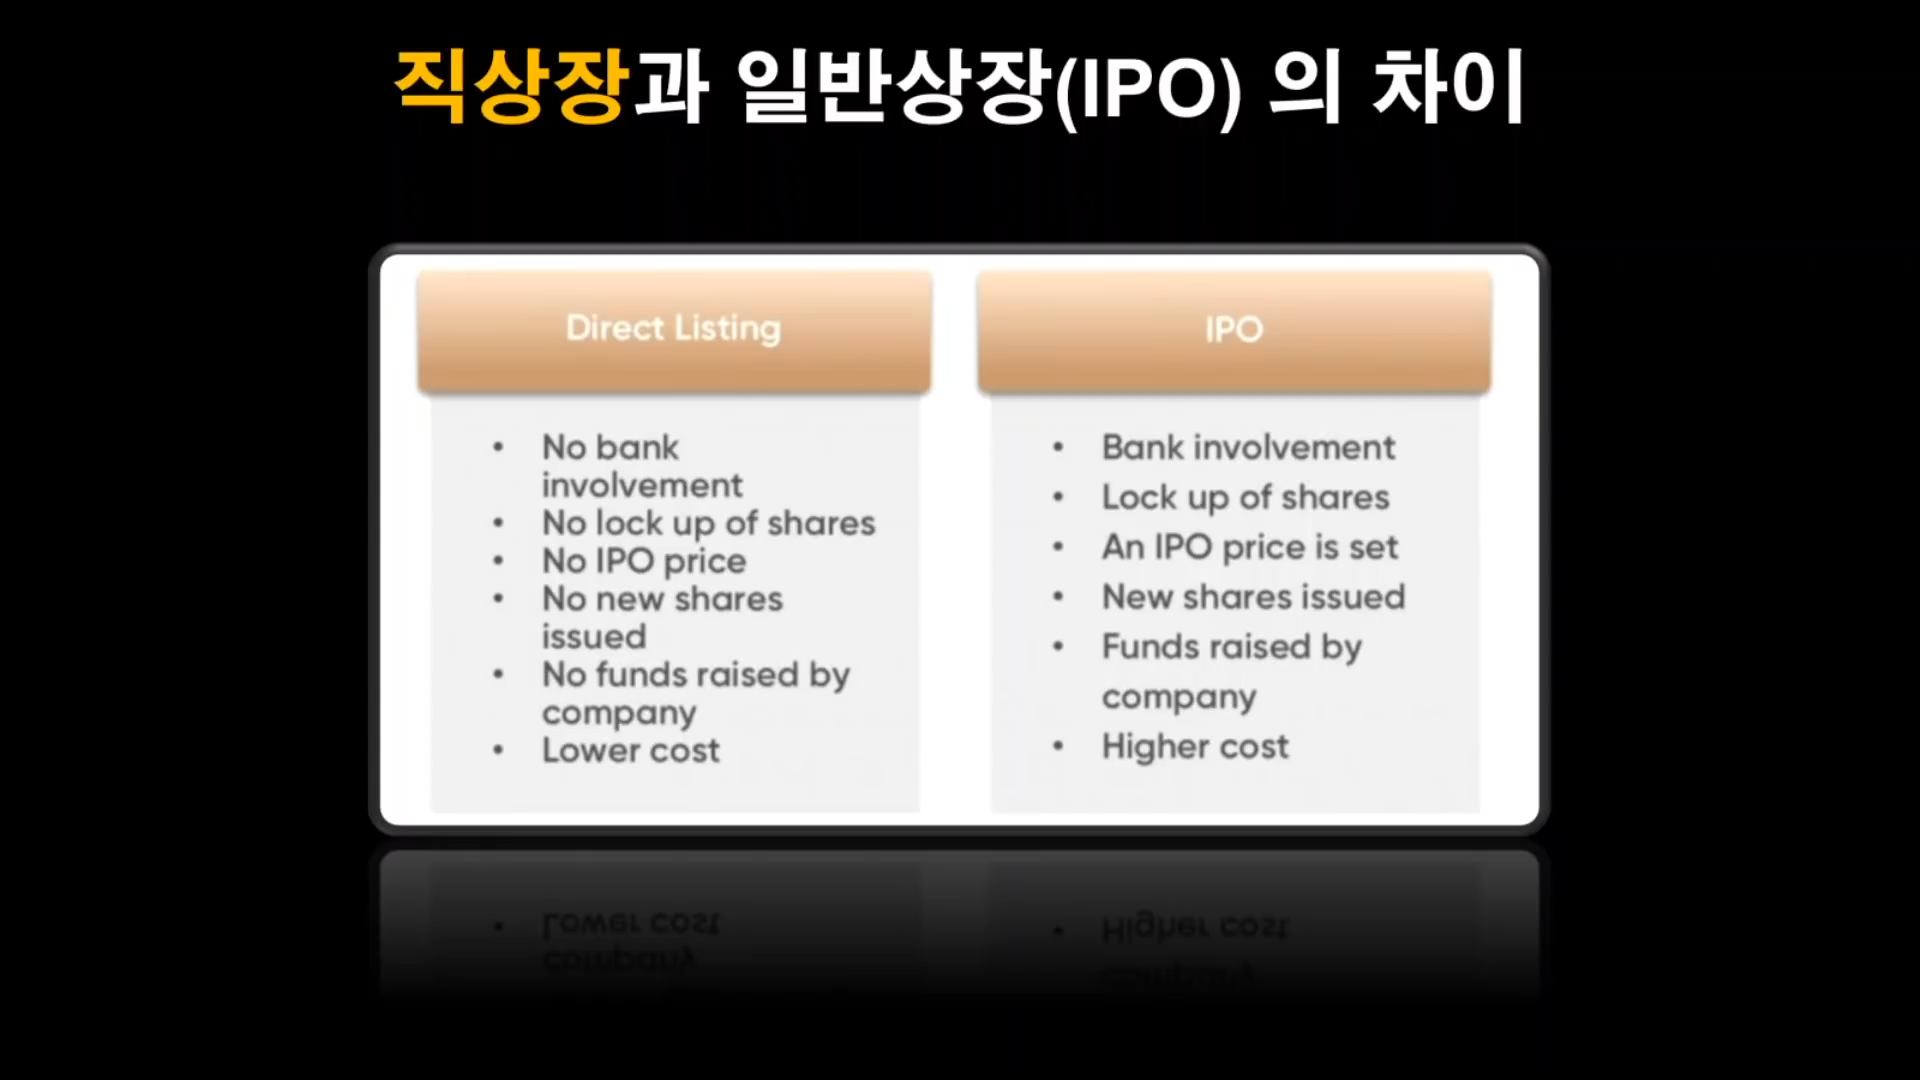 직상장과 일반상장(IPO) 의 차이
Direct Listing
• No bank
involvement
• No lock up of shares
• No IPO price
• No new shares
issued
• No funds raised by
company
• Lower cost
IPO
• Bank involvement
• Lock up of shares
• An IPO price is set
• New shares issued
• Funds raised by
company
• Higher cost